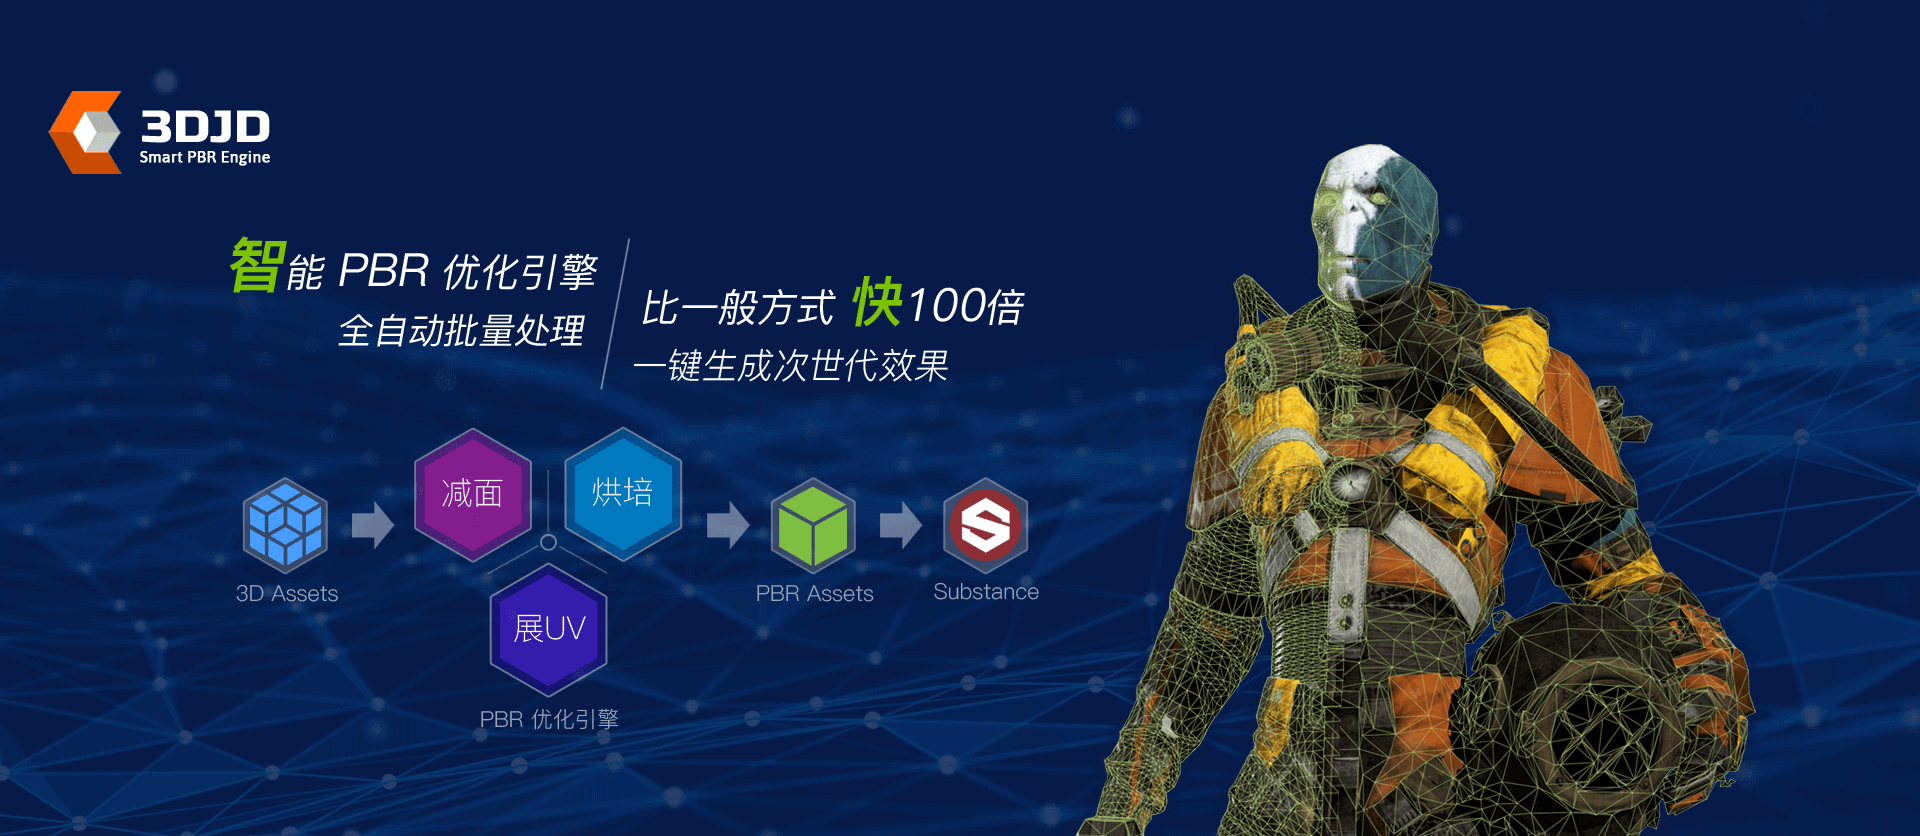 3DJD
Smart PBR Engine
智能 PBR 优化引擎
全自动批量处理
比一般方式 快100倍
一键生成次世代效果
减面
烘培
展UV
3D Assets
PBR Assets
Substance
PBR 优化引擎